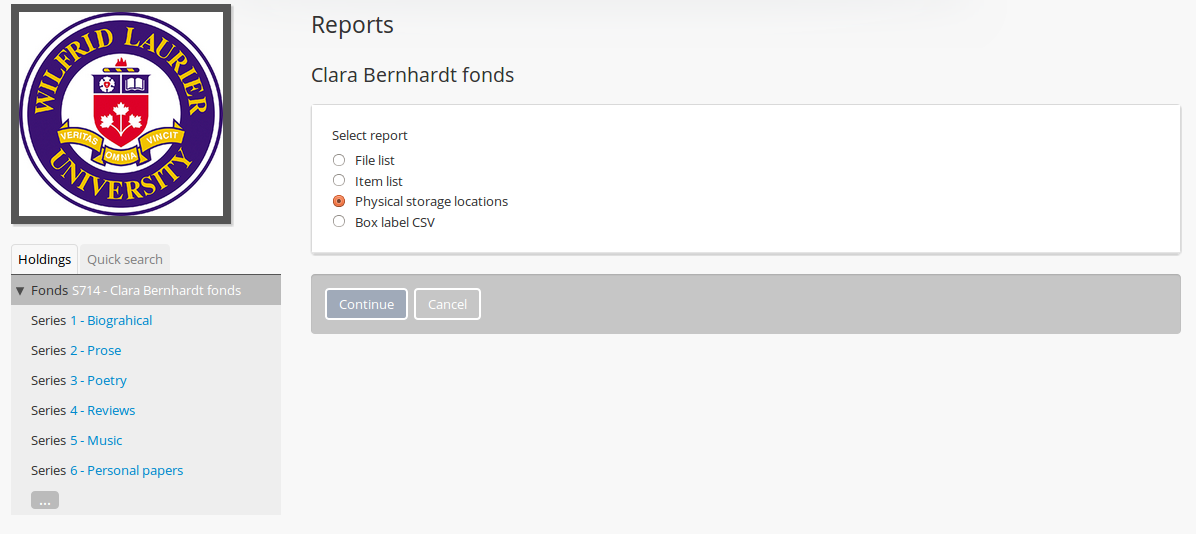 WILFRID LAURIER
VERITAS OMNIA VINCIT
UNIVERSITY
Holdings Quick search
▼ Fonds S714 - Clara Bernhardt fonds
Series 1 - Biograhical
Series 2 - Prose
Series 3 - Poetry
Series 4 - Reviews
Series 5 - Music
Series 6 - Personal papers
...
Reports
Clara Bernhardt fonds
Select report
File list
Item list
Physical storage locations
Box label CSV
Continue Cancel